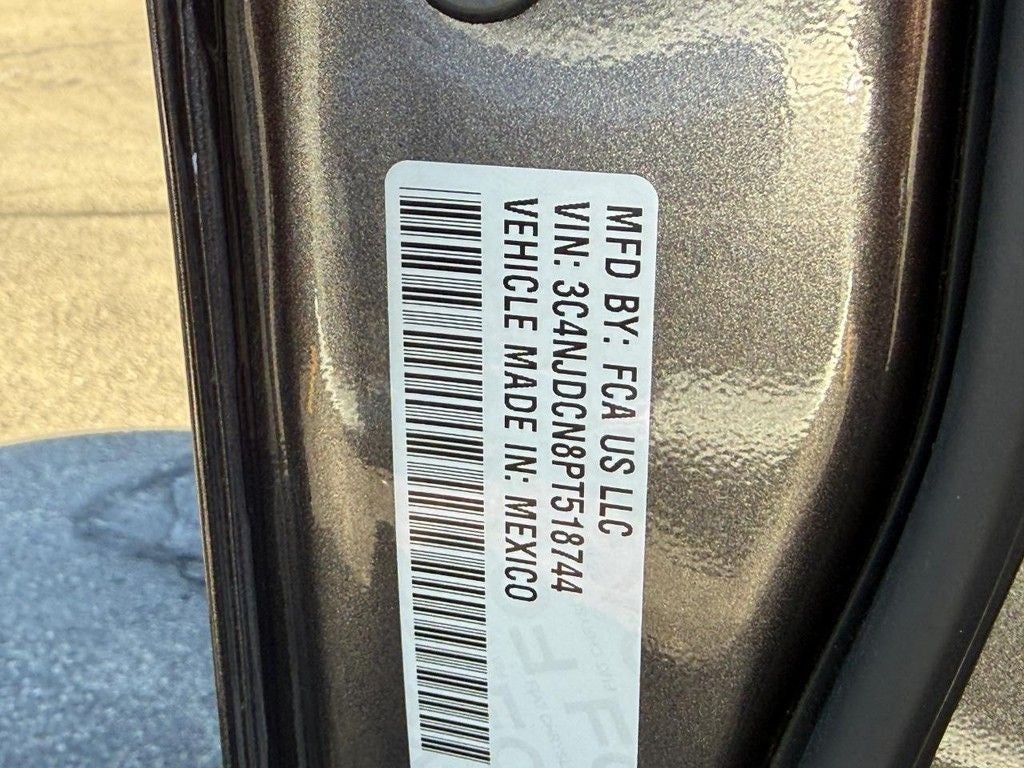 MFD BY: FCA US LLC
VIN: 3C4NJDCN8PT518744
VEHICLE MADE IN: MEXICO